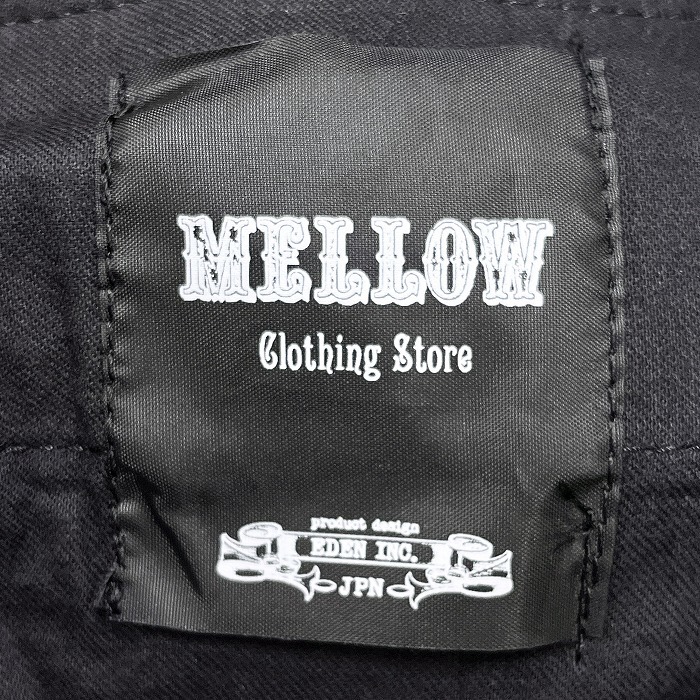 MELLOW
Clothing Store
product design
EDEN INC.
JPN